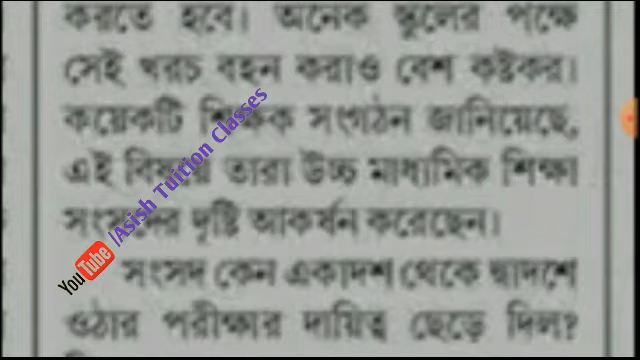 করতে হবে। অনেক স্কুলের পক্ষে
সেই খরচ বহন করাও বেশ কষ্টকর।
কয়েকটি শিক্ষক সংগঠন জানিয়েছে,
এই বিষয়ে তারা উচ্চ মাধ্যমিক শিক্ষা
সংসদের দৃষ্টি আকর্ষন করেছেন।
সংসদ কেন একাদশ থেকে দ্বাদশে
ওঠার পরীক্ষার দায়িত্ব ছেড়ে দিল?
YouTube /Asish Tuition Classes